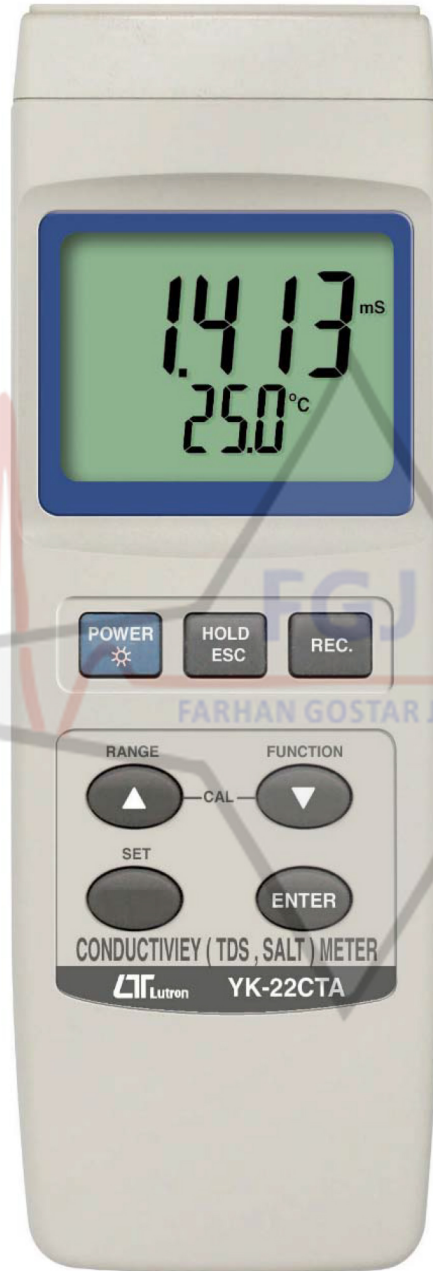 1.413 mS
25.0 °C
POWER HOLD ESC REC.
FGJ
FARHAN GOSTAR J
RANGE FUNCTION
CAL
SET
ENTER
CONDUCTIVIEY ( TDS , SALT ) METER
Lutron YK-22CTA